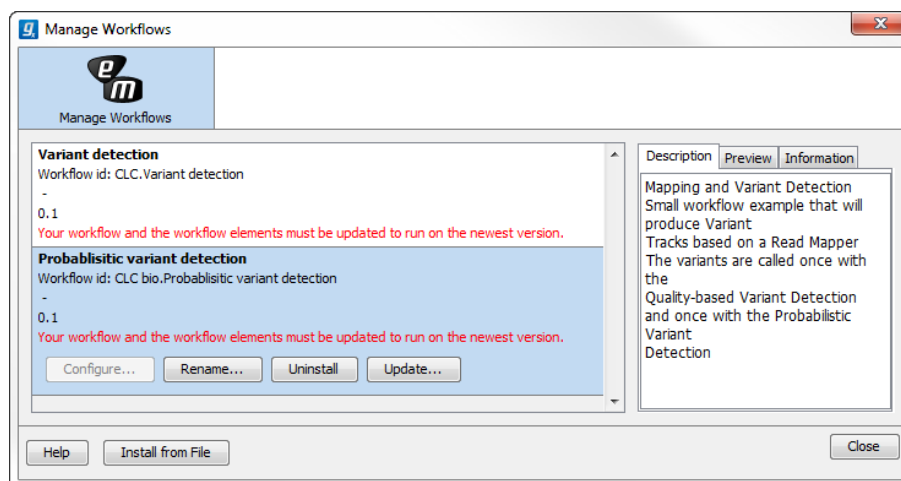 Manage Workflows
Manage Workflows
Variant detection
Workflow id: CLC.Variant detection
-
0.1
Your workflow and the workflow elements must be updated to run on the newest version.
Probablisitic variant detection
Workflow id: CLC bio.Probablisitic variant detection
-
0.1
Your workflow and the workflow elements must be updated to run on the newest version.
Configure... Rename... Uninstall Update...
Description Preview Information
Mapping and Variant Detection
Small workflow example that will
produce Variant
Tracks based on a Read Mapper
The variants are called once with
the
Quality-based Variant Detection
and once with the Probabilistic
Variant
Detection
Help Install from File Close